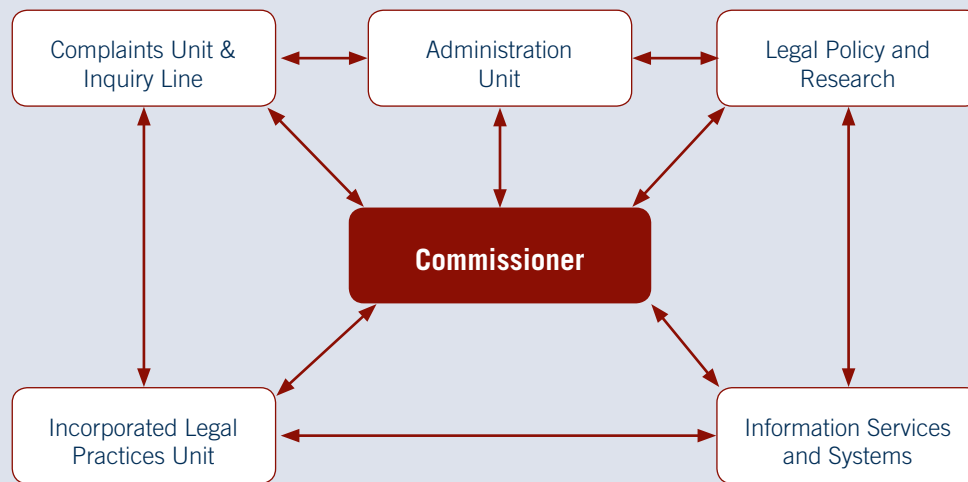 Complaints Unit &
Inquiry Line
Administration
Unit
Legal Policy and
Research
Commissioner
Incorporated Legal
Practices Unit
Information Services
and Systems